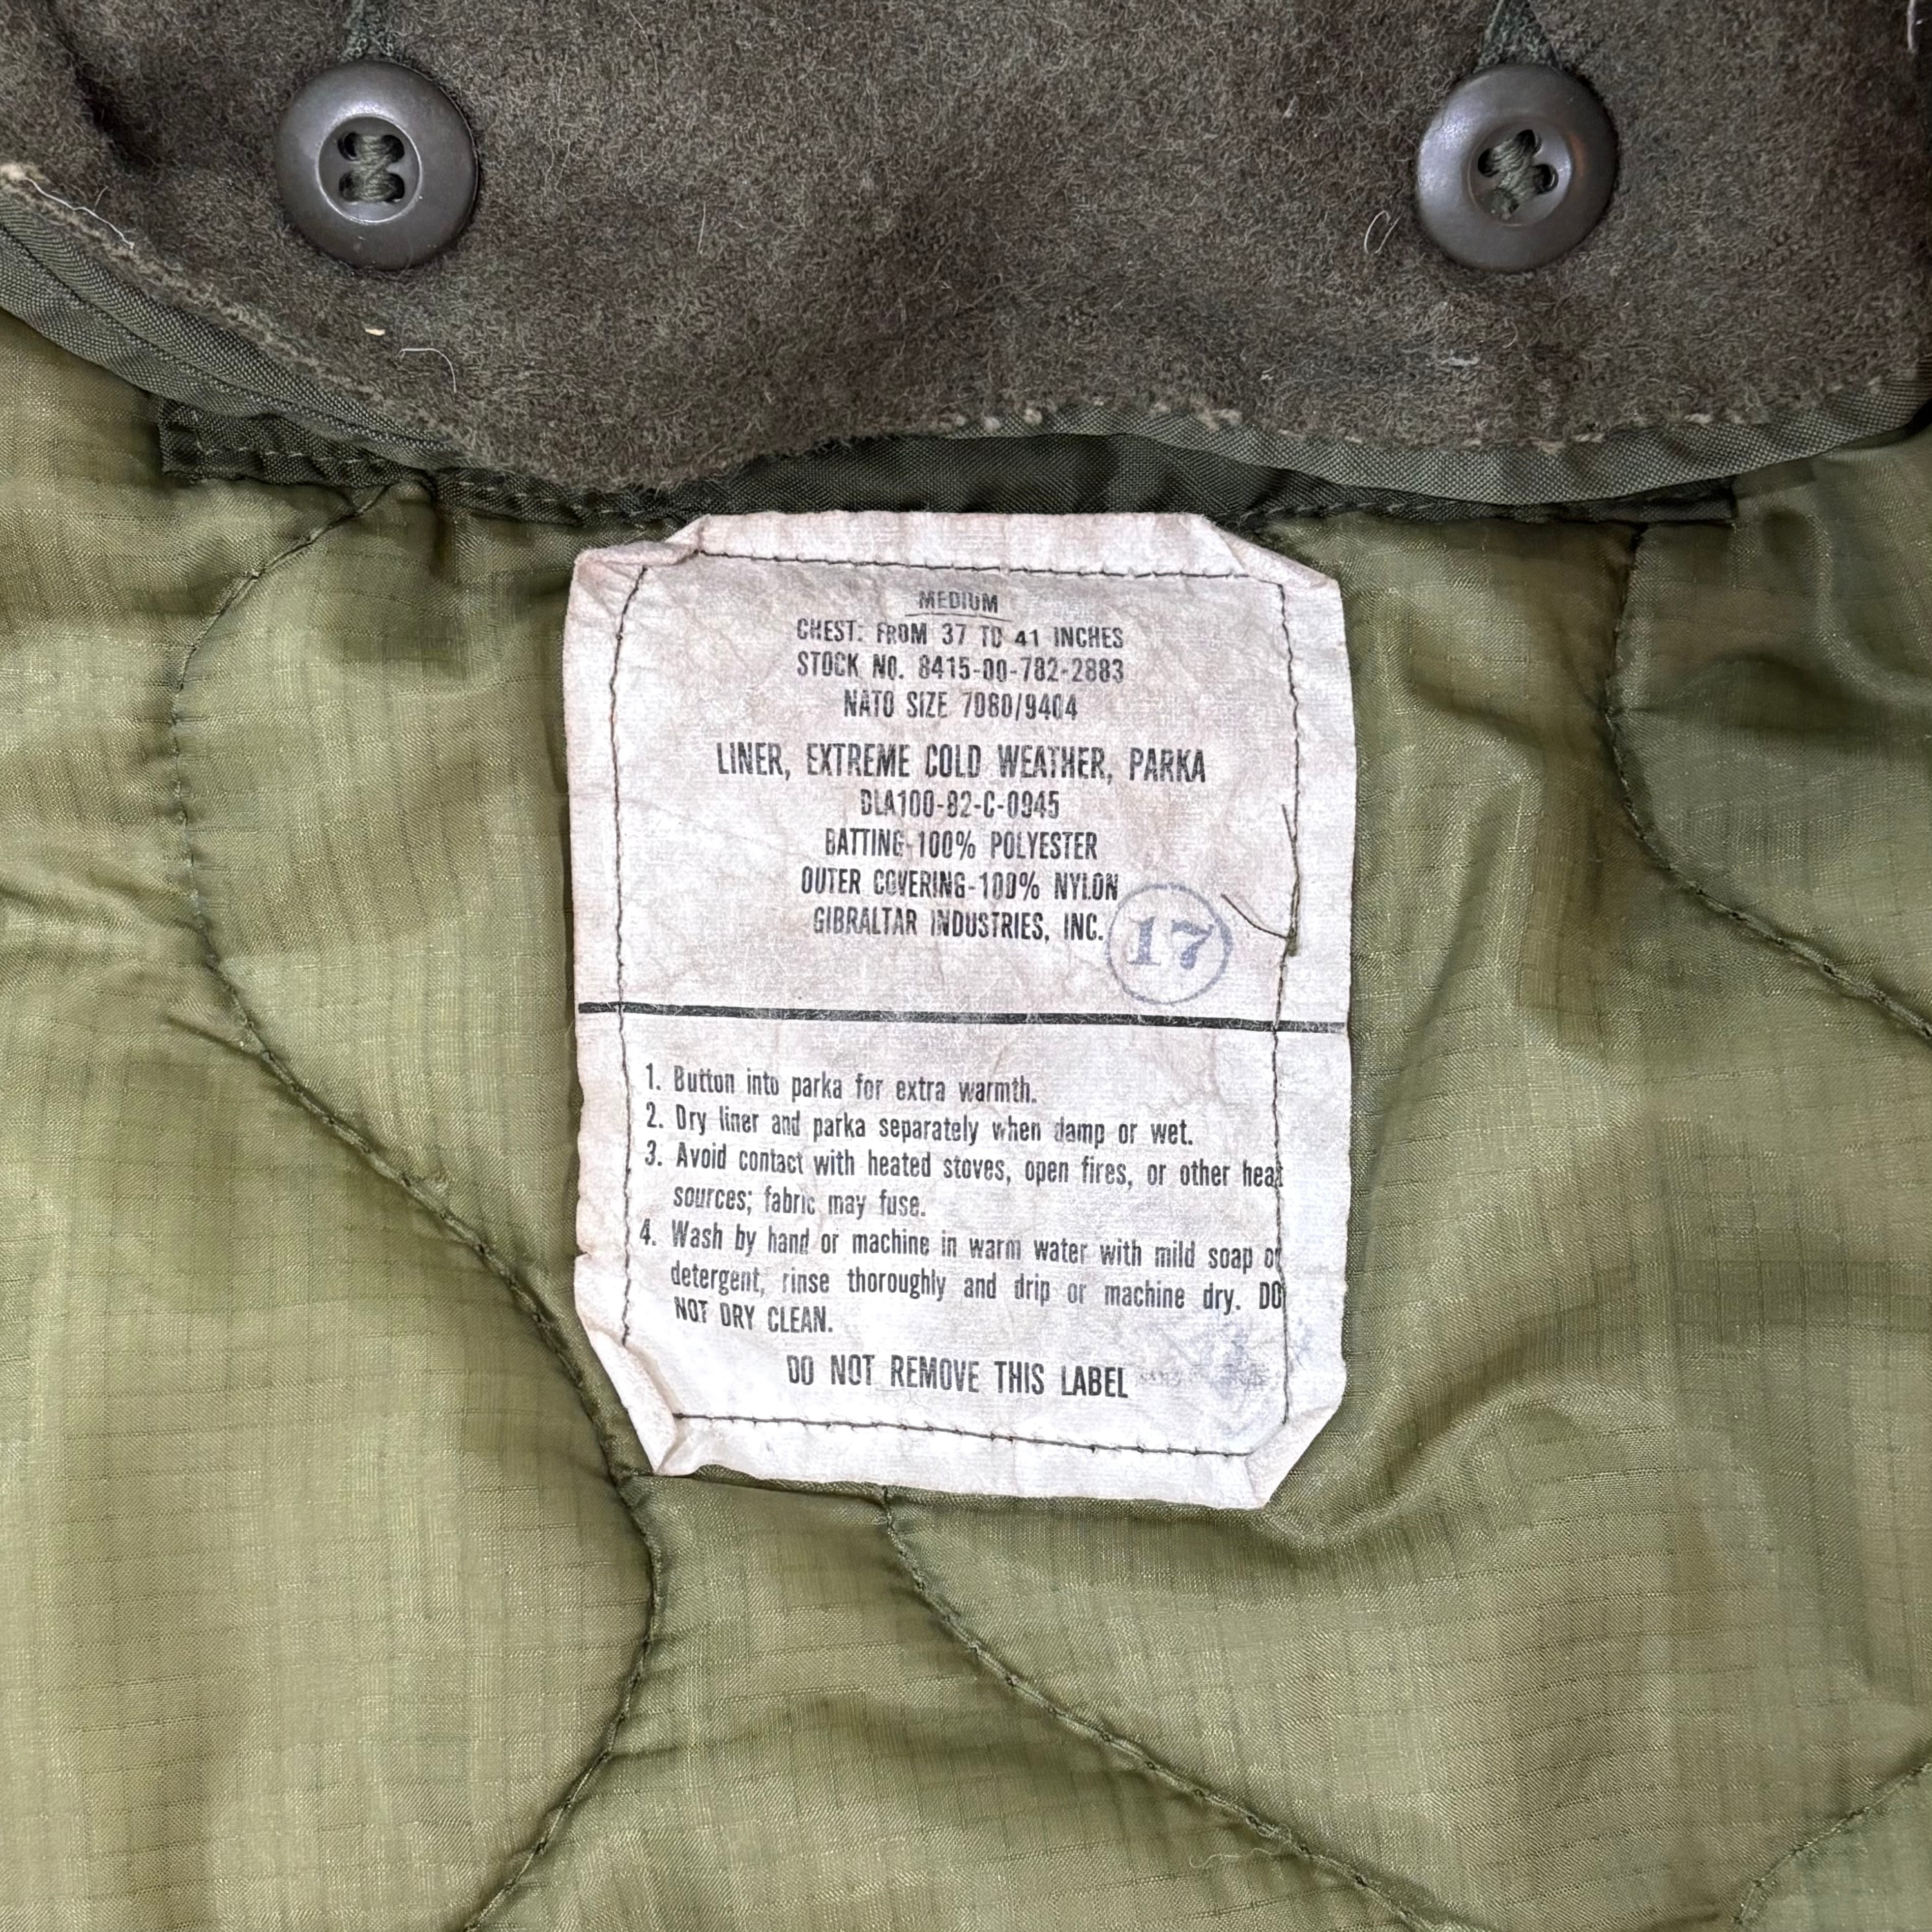 MEDIUM
CHEST: FROM 37 TO 41 INCHES
STOCK NO. 8415-00-782-2883
NATO SIZE 7080/9404
LINER, EXTREME COLD WEATHER, PARKA
DLA100-82-C-0945
BATTING-100% POLYESTER
OUTER COVERING-100% NYLON
GIBRALTAR INDUSTRIES, INC.
17
1. Button into parka for extra warmth.
2. Dry liner and parka separately when damp or wet.
3. Avoid contact with heated stoves, open fires, or other heat
sources; fabric may fuse.
4. Wash by hand or machine in warm water with mild soap or
detergent, rinse thoroughly and drip or machine dry. DO
NOT DRY CLEAN.
DO NOT REMOVE THIS LABEL